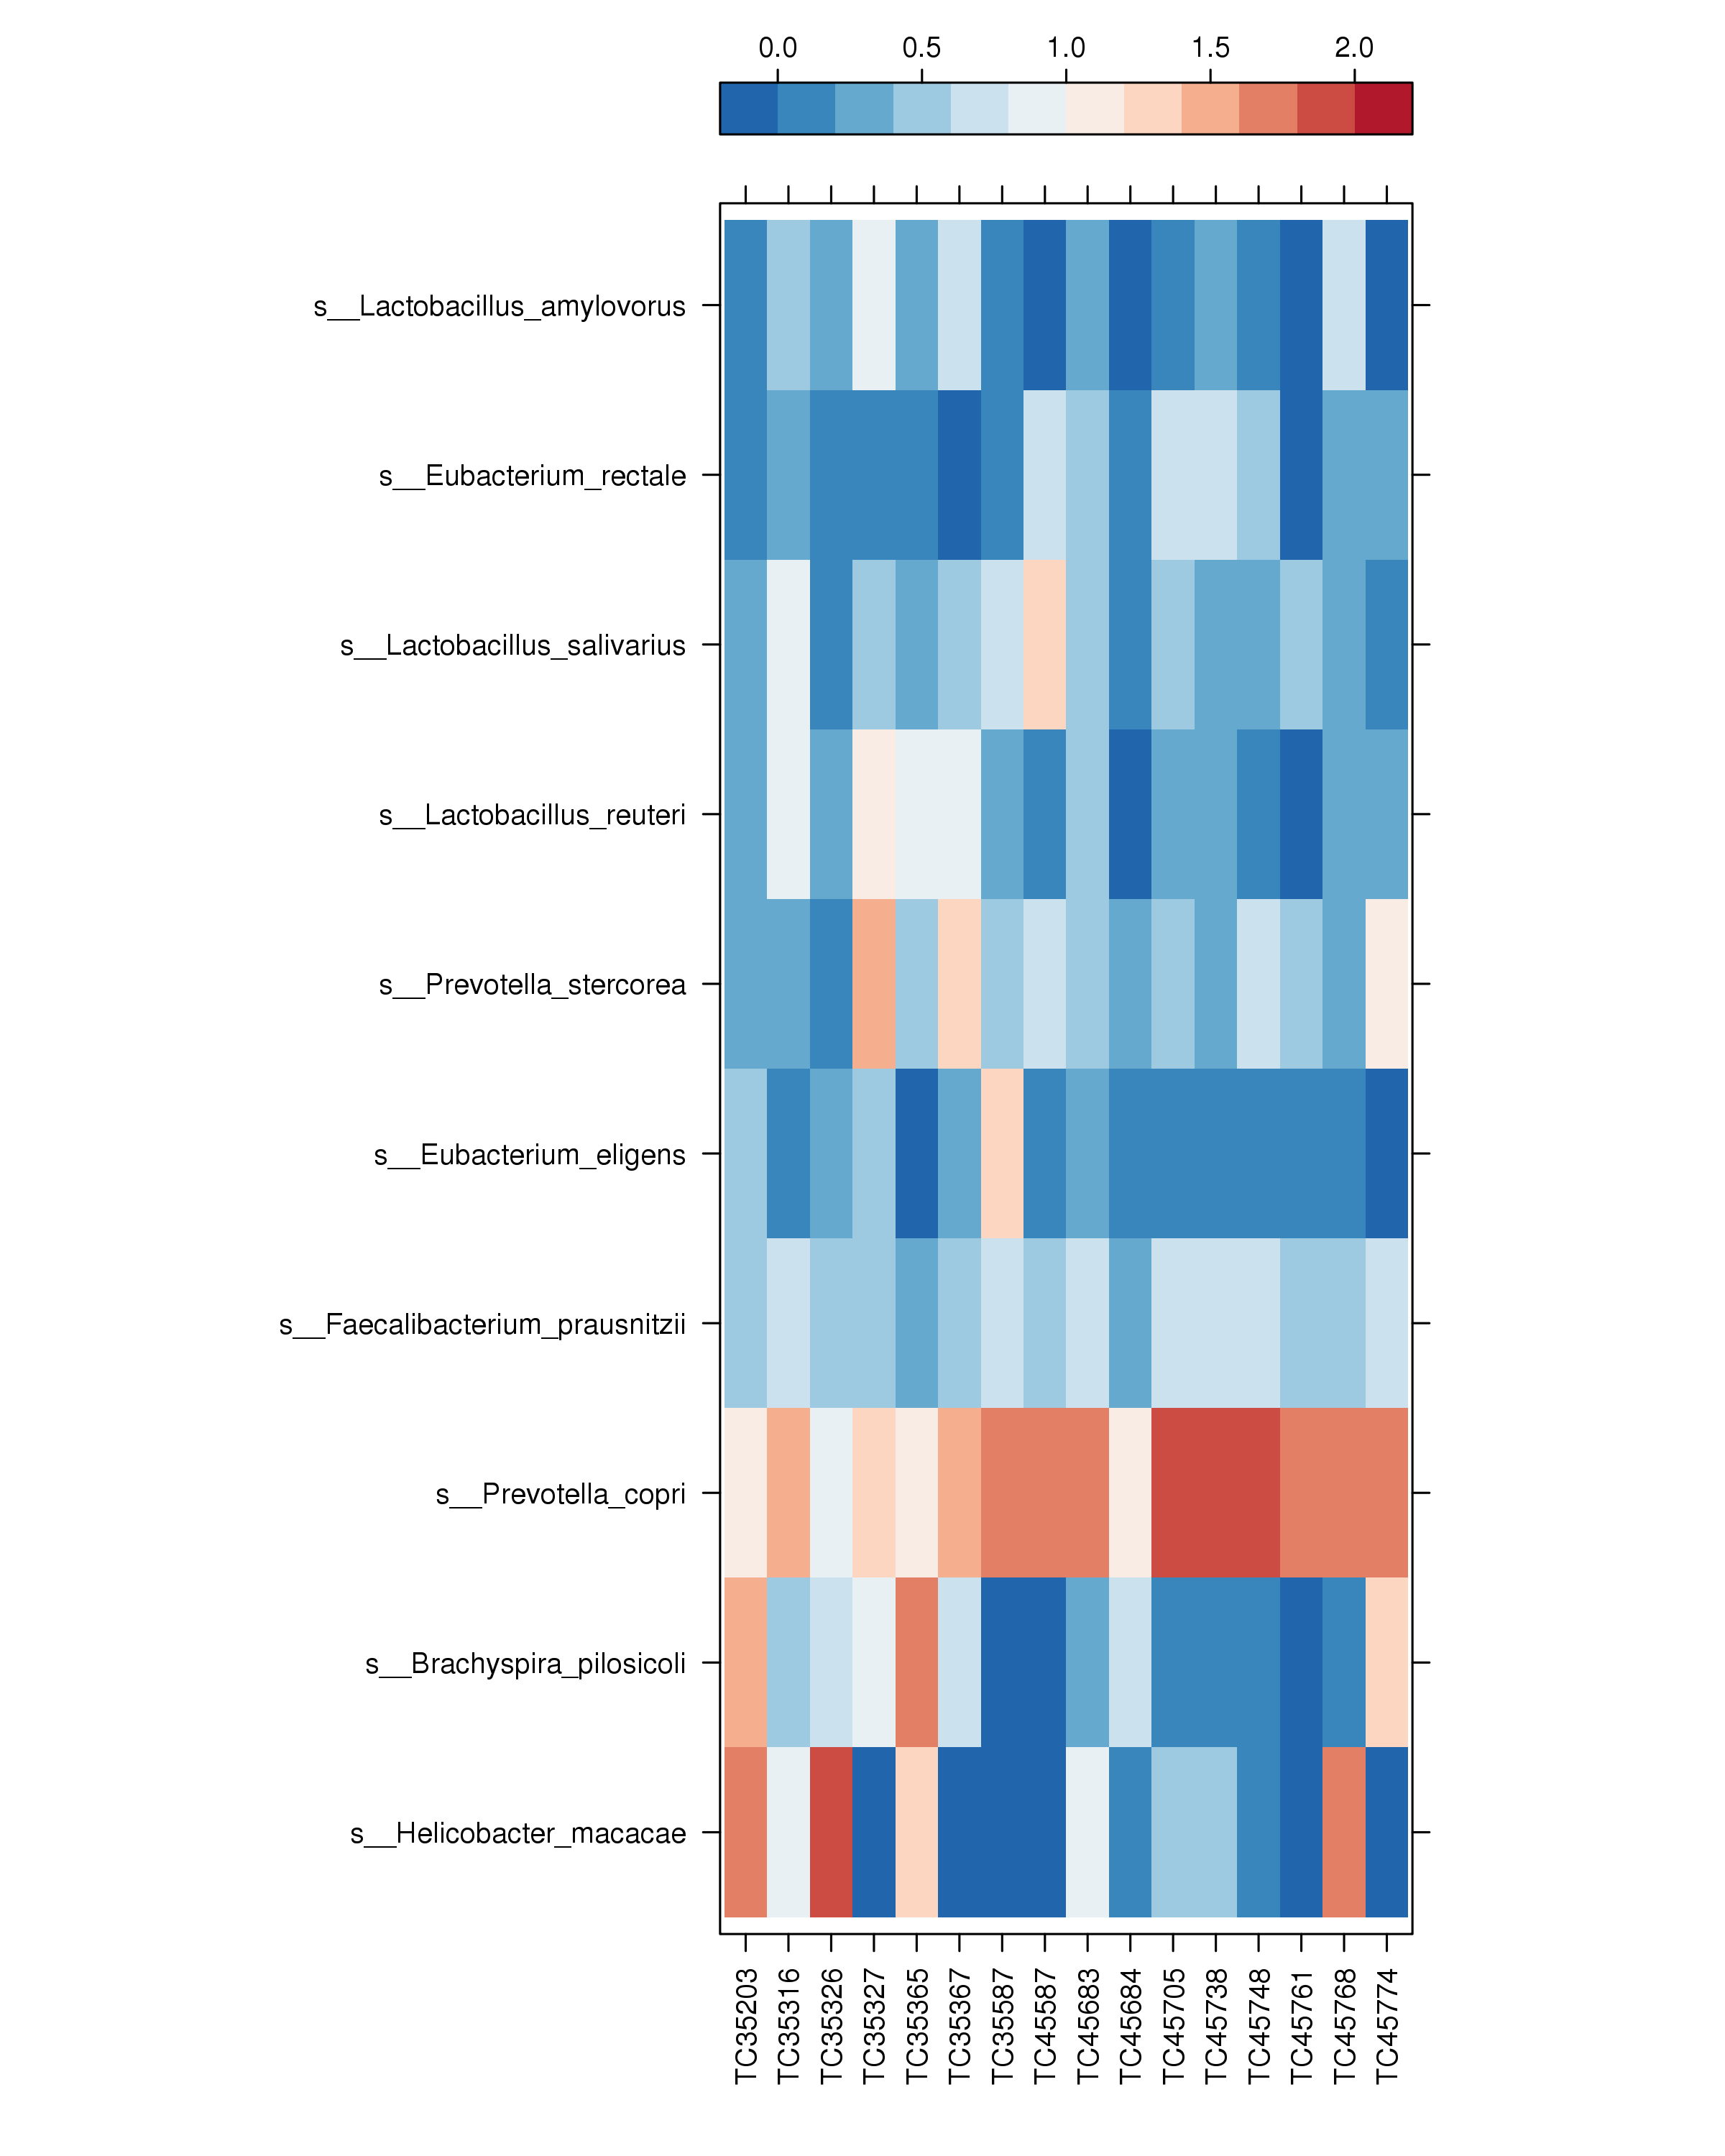 0.0 0.5 1.0 1.5 2.0
s__Lactobacillus_amylovorus
s__Eubacterium_rectale
s__Lactobacillus_salivarius
s__Lactobacillus_reuteri
s__Prevotella_stercorea
s__Eubacterium_eligens
s__Faecalibacterium_prausnitzii
s__Prevotella_copri
s__Brachyspira_pilosicoli
s__Helicobacter_macacae
TC35203
TC35316
TC35326
TC35327
TC35365
TC35367
TC35587
TC45587
TC45683
TC45684
TC45705
TC45738
TC45748
TC45761
TC45768
TC45774